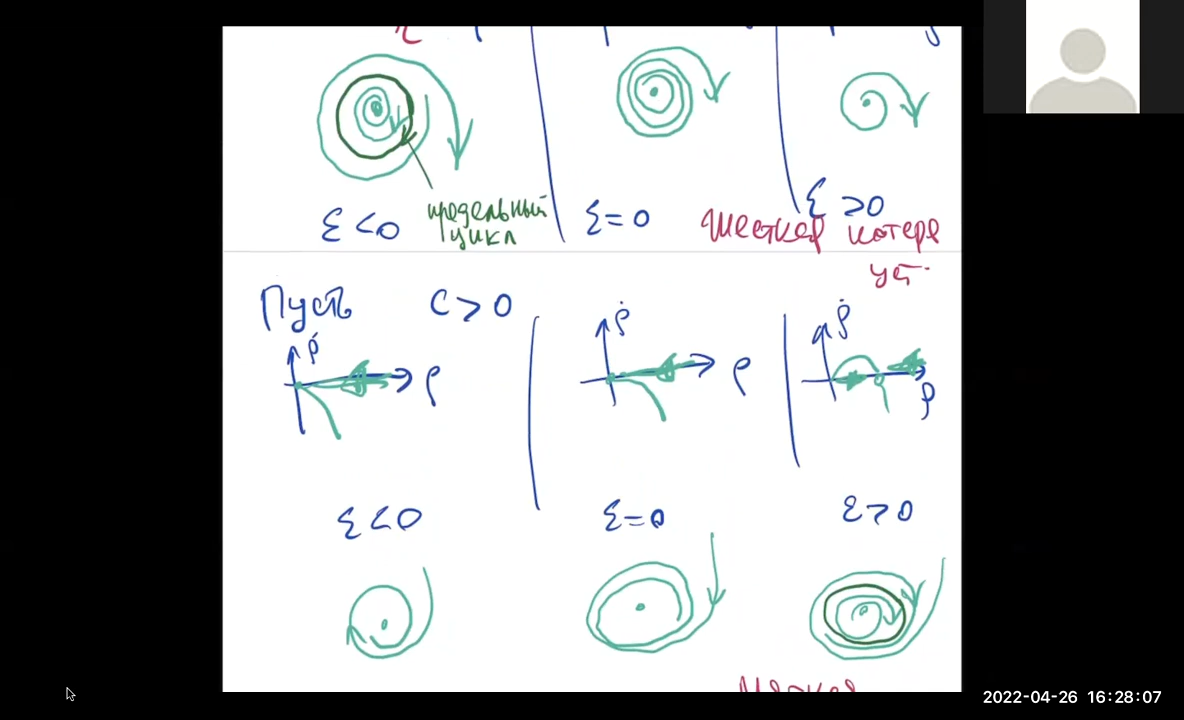 ε < 0
предельный
цикл
ε = 0
ε > 0
жесткая потеря
уст.
Пусть C > 0
ρ̇
ρ
ρ̇
ρ
ρ̇
ρ
ε < 0
ε = 0
ε > 0
2022-04-26 16:28:07